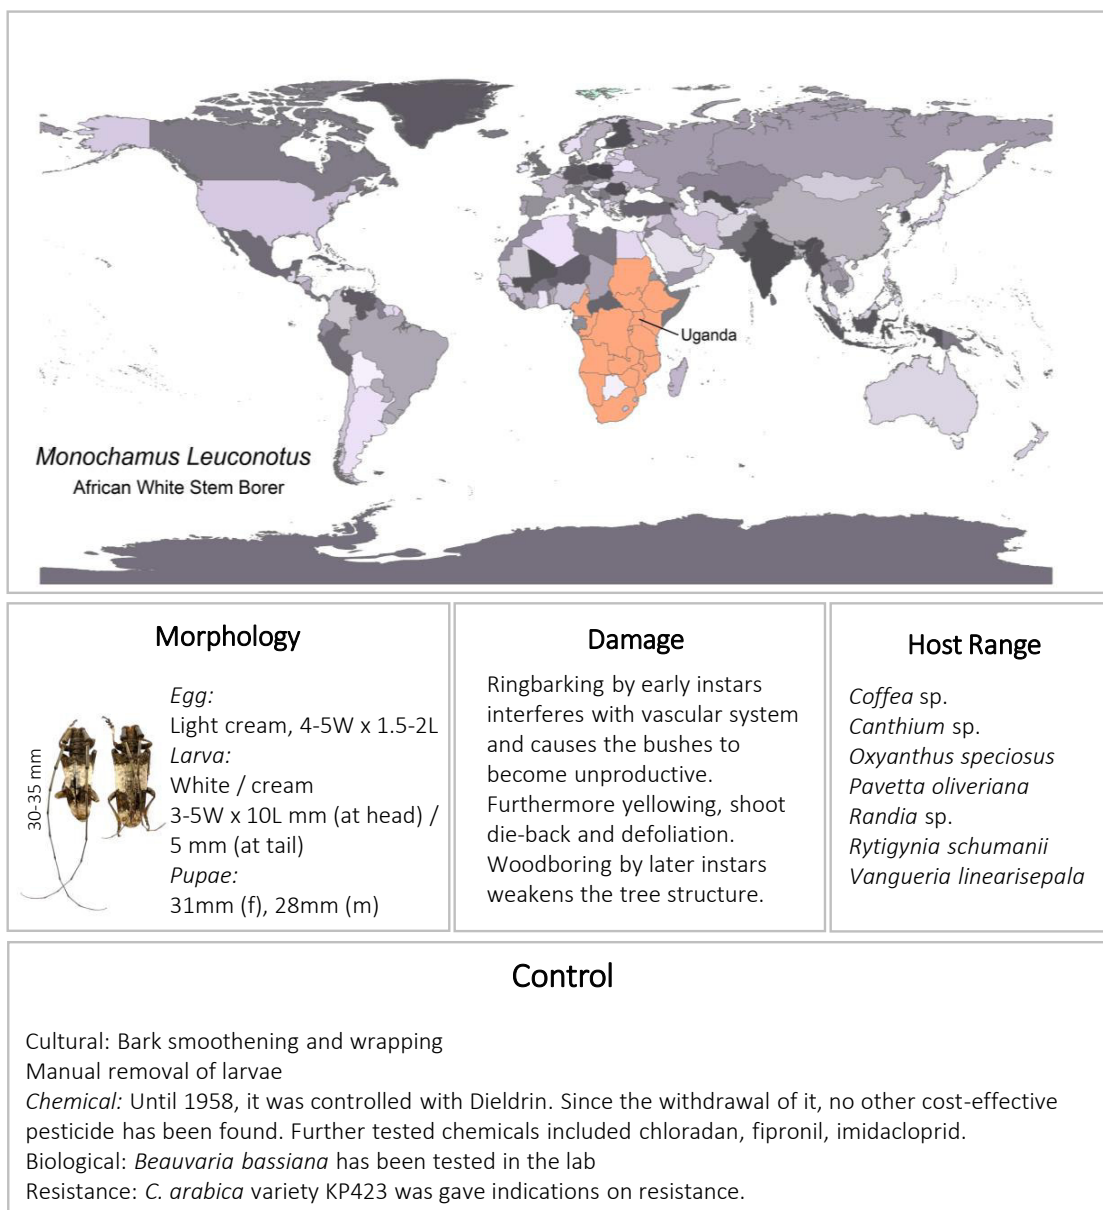 Uganda
Monochamus Leuconotus
African White Stem Borer
Morphology
30-35 mm
Egg:
Light cream, 4-5W x 1.5-2L
Larva:
White / cream
3-5W x 10L mm (at head) /
5 mm (at tail)
Pupae:
31mm (f), 28mm (m)
Damage
Ringbarking by early instars
interferes with vascular system
and causes the bushes to
become unproductive.
Furthermore yellowing, shoot
die-back and defoliation.
Woodboring by later instars
weakens the tree structure.
Host Range
Coffea sp.
Canthium sp.
Oxyanthus speciosus
Pavetta oliveriana
Randia sp.
Rytigynia schumanii
Vangueria linearisepala
Control
Cultural: Bark smoothening and wrapping
Manual removal of larvae
Chemical: Until 1958, it was controlled with Dieldrin. Since the withdrawal of it, no other cost-effective
pesticide has been found. Further tested chemicals included chloradan, fipronil, imidacloprid.
Biological: Beauvaria bassiana has been tested in the lab
Resistance: C. arabica variety KP423 was gave indications on resistance.